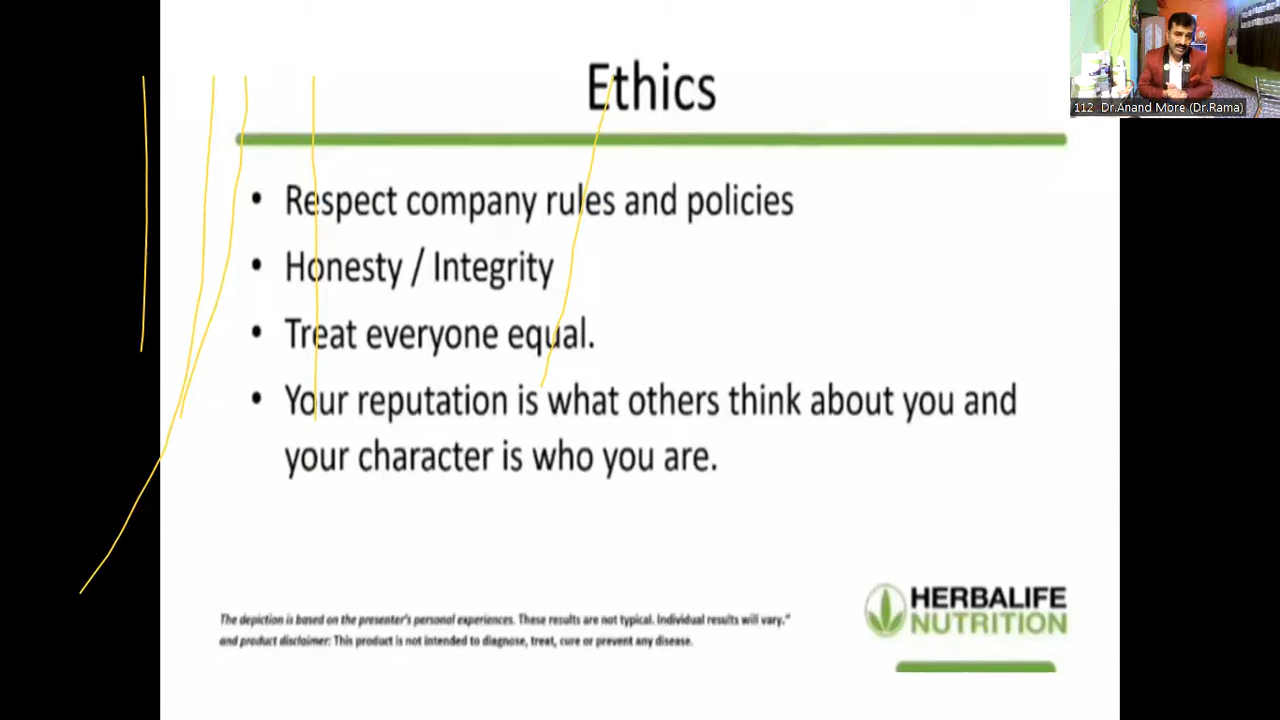 112 Dr.Anand More (Dr.Rama)
Ethics
• Respect company rules and policies
• Honesty / Integrity
• Treat everyone equal.
• Your reputation is what others think about you and
your character is who you are.
The depiction is based on the presenter's personal experiences. These results are not typical. Individual results will vary."
and product disclaimer: This product is not intended to diagnose, treat, cure or prevent any disease.
HERBALIFE
NUTRITION